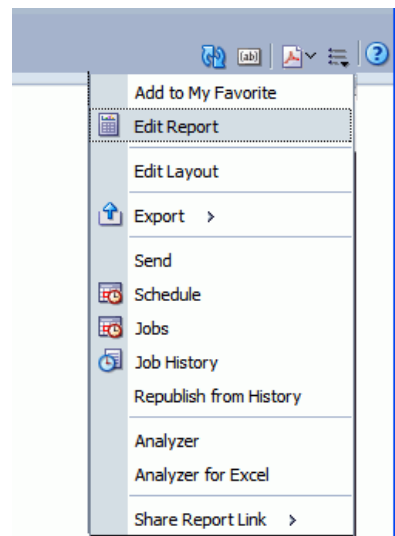 (ab)
?
Add to My Favorite
Edit Report
Edit Layout
Export >
Send
Schedule
Jobs
Job History
Republish from History
Analyzer
Analyzer for Excel
Share Report Link >